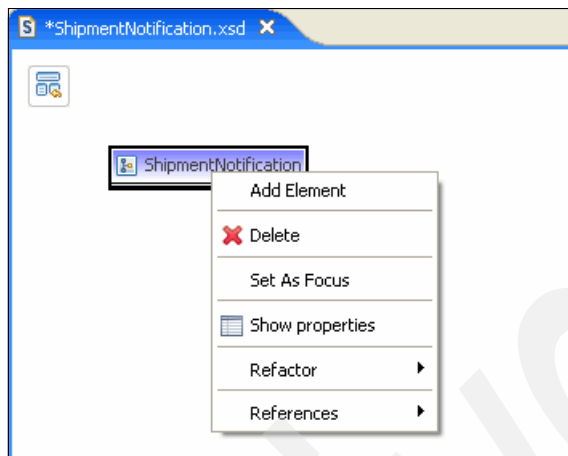 S *ShipmentNotification.xsd
ShipmentNotification
Add Element
Delete
Set As Focus
Show properties
Refactor
References